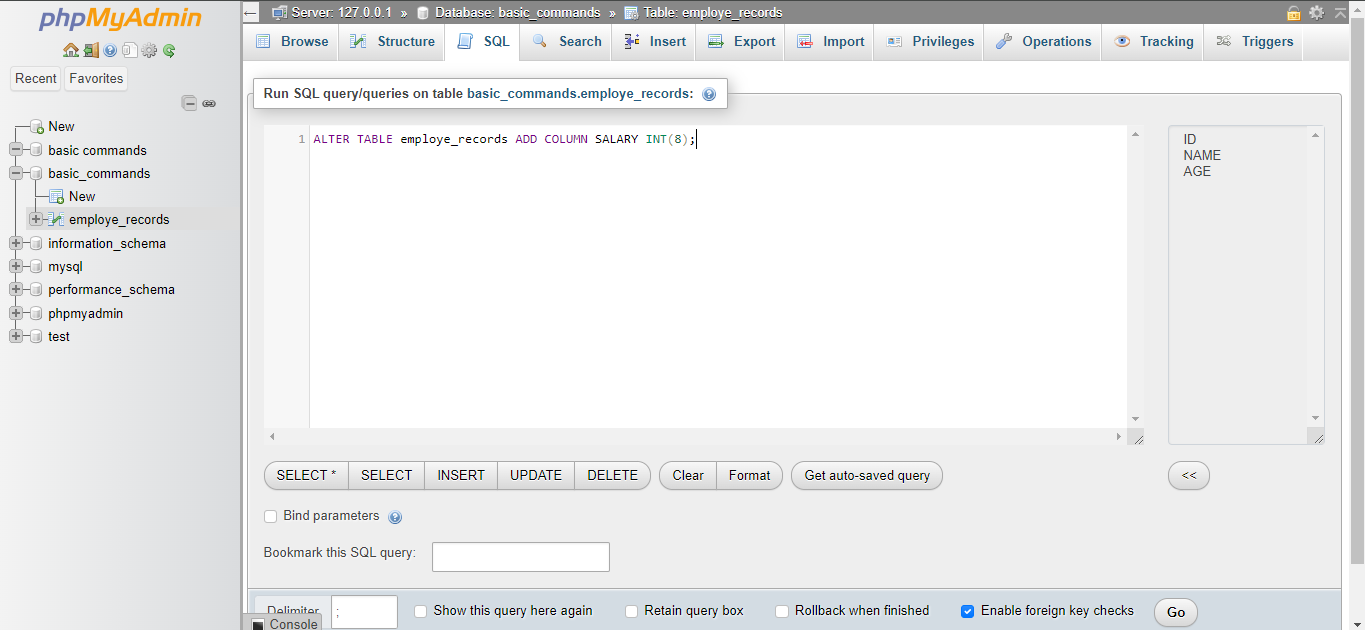 phpMyAdmin
Recent Favorites
New
basic commands
basic_commands
New
employe_records
information_schema
mysql
performance_schema
phpmyadmin
test
Server: 127.0.0.1 » Database: basic_commands » Table: employe_records
Browse Structure SQL Search Insert Export Import Privileges Operations Tracking Triggers
Run SQL query/queries on table basic_commands.employe_records:
1 ALTER TABLE employe_records ADD COLUMN SALARY INT(8);
ID
NAME
AGE
SELECT * SELECT INSERT UPDATE DELETE Clear Format Get auto-saved query <<
Bind parameters
Bookmark this SQL query:
Delimiter ; Show this query here again Retain query box Rollback when finished Enable foreign key checks Go
Console